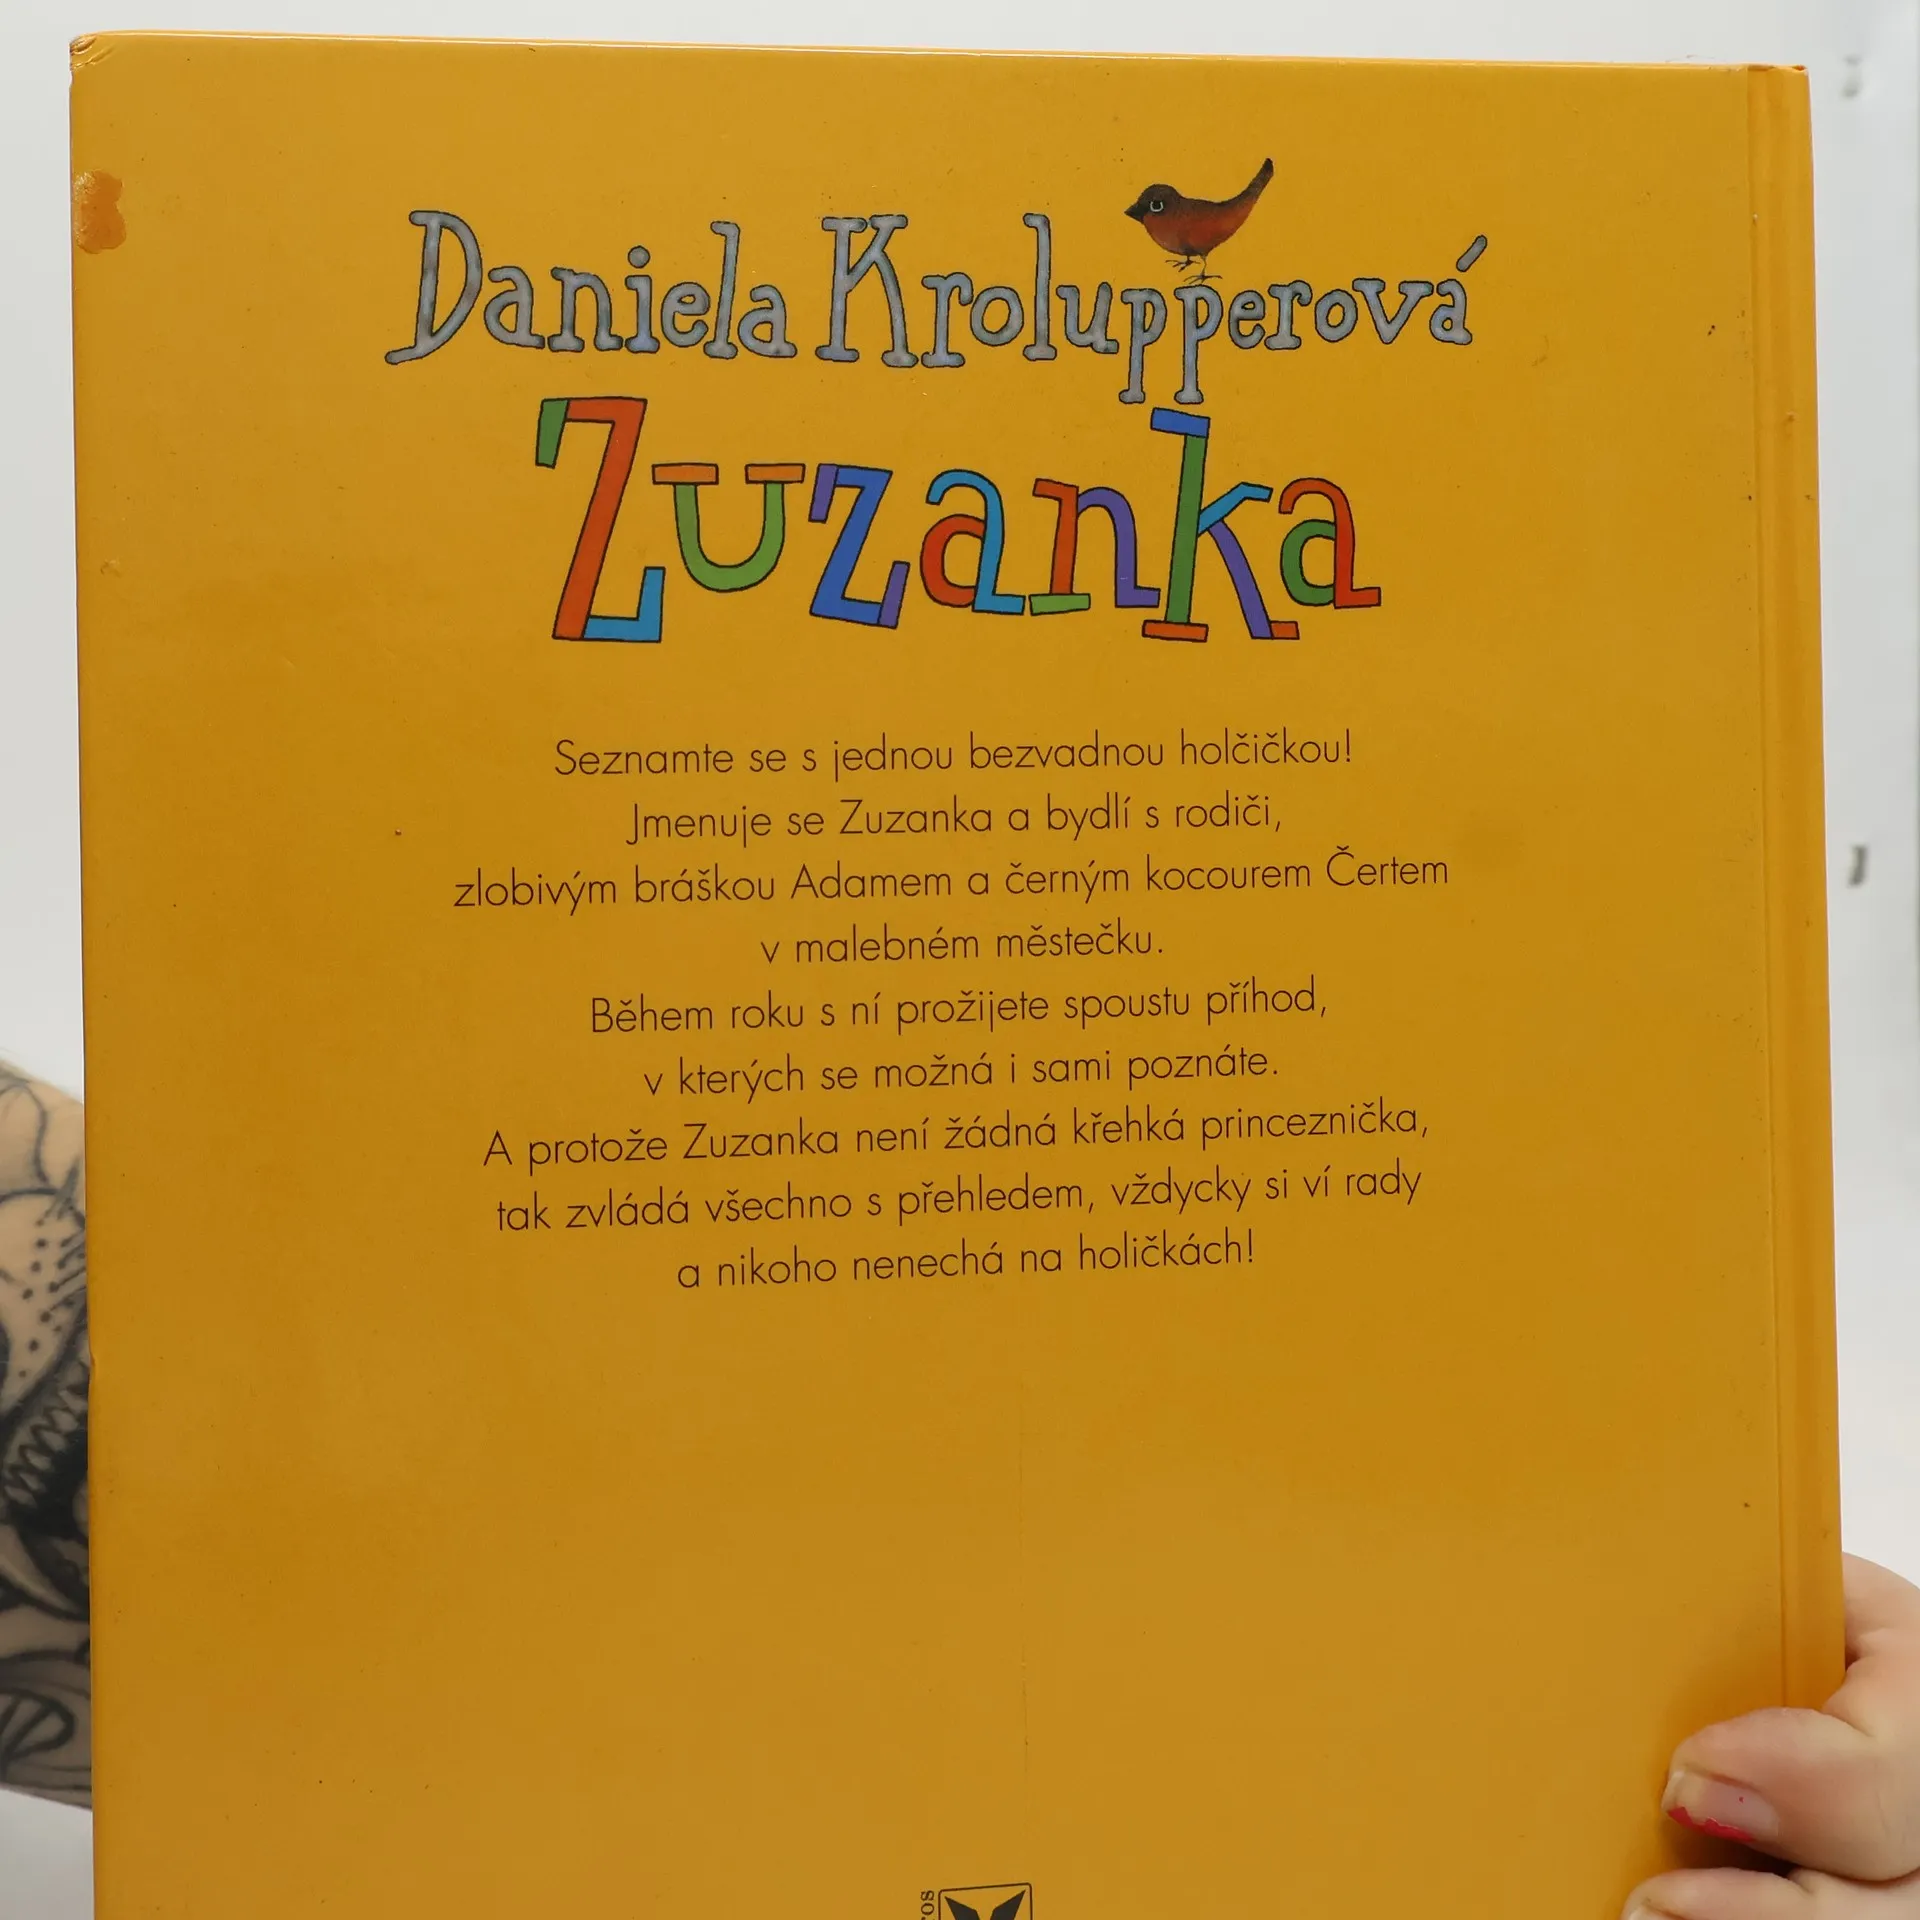 Daniela Krolupperová
Zuzanka
Seznamte se s jednou bezvadnou holčičkou!
Jmenuje se Zuzanka a bydlí s rodiči,
zlobivým bráškou Adamem a černým kocourem Čertem
v malebném městečku.
Během roku s ní prožijete spoustu příhod,
v kterých se možná i sami poznáte.
A protože Zuzanka není žádná křehká princeznička,
tak zvládá všechno s přehledem, vždycky si ví rady
a nikoho nenechá na holičkách!